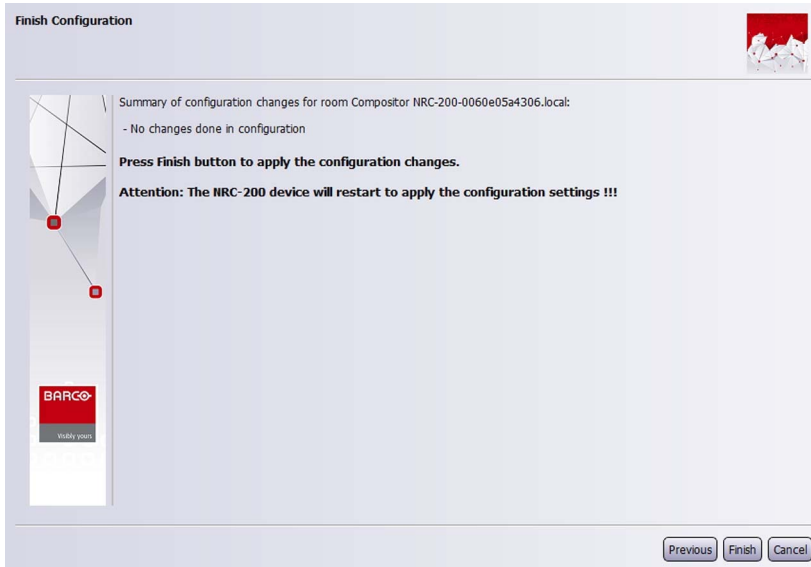 Finish Configuration
Summary of configuration changes for room Compositor NRC-200-0060e05a4306.local:
- No changes done in configuration
Press Finish button to apply the configuration changes.
Attention: The NRC-200 device will restart to apply the configuration settings !!!
BARCO
Visibly yours
Previous
Finish
Cancel